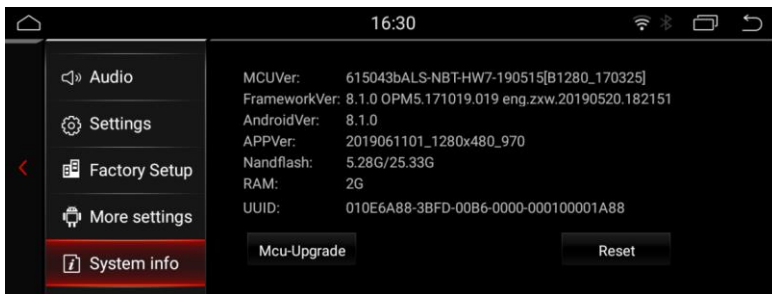 16:30
Audio
Settings
Factory Setup
More settings
System info
MCUVer: 615043bALS-NBT-HW7-190515[B1280_170325]
FrameworkVer: 8.1.0 OPM5.171019.019 eng.zxw.20190520.182151
AndroidVer: 8.1.0
APPVer: 2019061101_1280x480_970
Nandflash: 5.28G/25.33G
RAM: 2G
UUID: 010E6A88-3BFD-00B6-0000-000100001A88
Mcu-Upgrade Reset